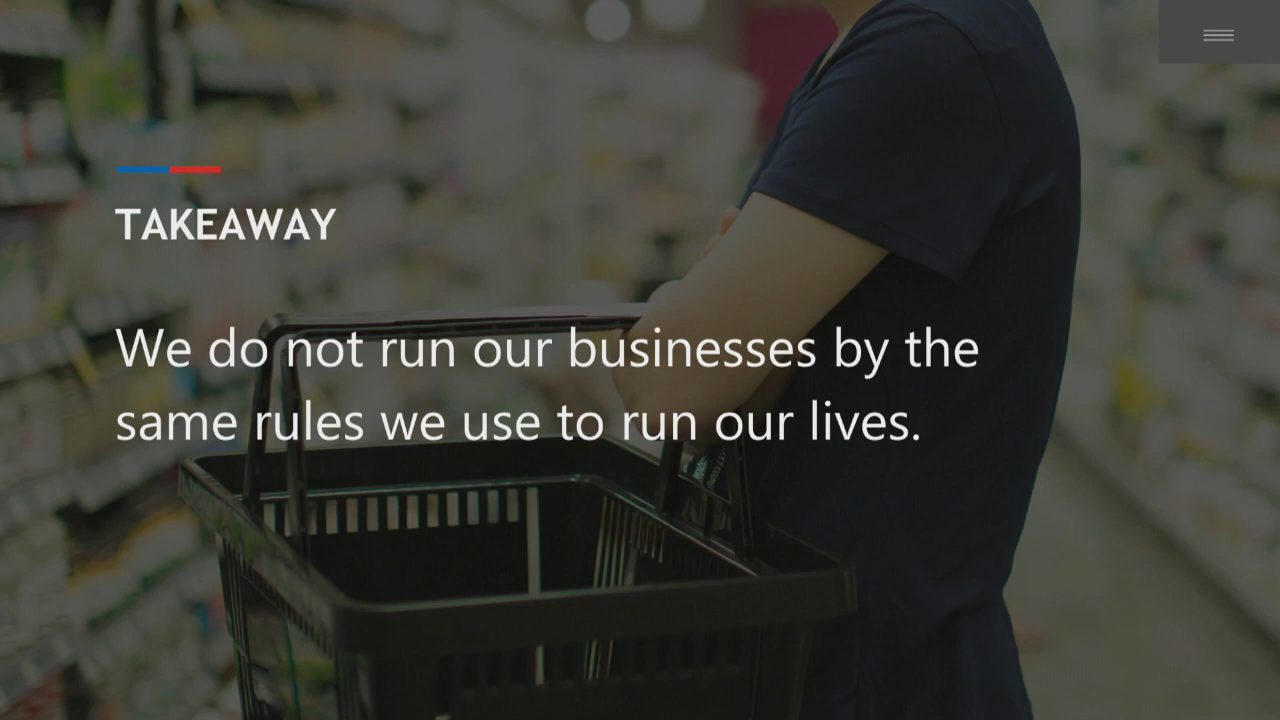 TAKEAWAY
We do not run our businesses by the
same rules we use to run our lives.